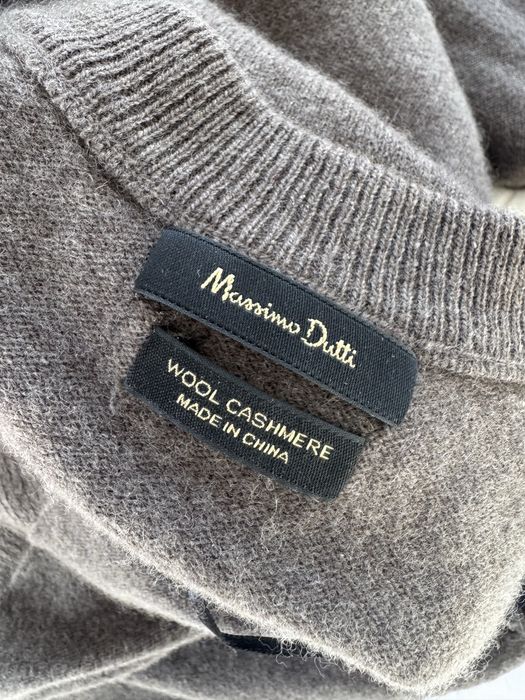 Massimo Dutti
WOOL CASHMERE
MADE IN CHINA